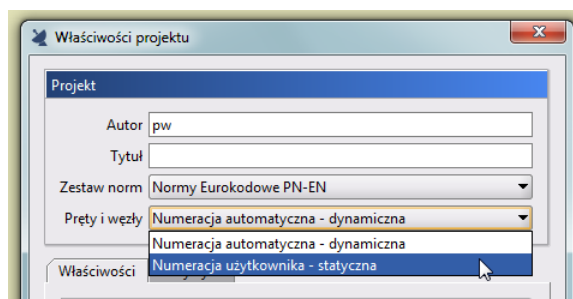 Właściwości projektu
Projekt
Autor pw
Tytuł
Zestaw norm Normy Eurokodowe PN-EN
Pręty i węzły Numeracja automatyczna - dynamiczna
Numeracja automatyczna - dynamiczna
Numeracja użytkownika - statyczna
Właściwości